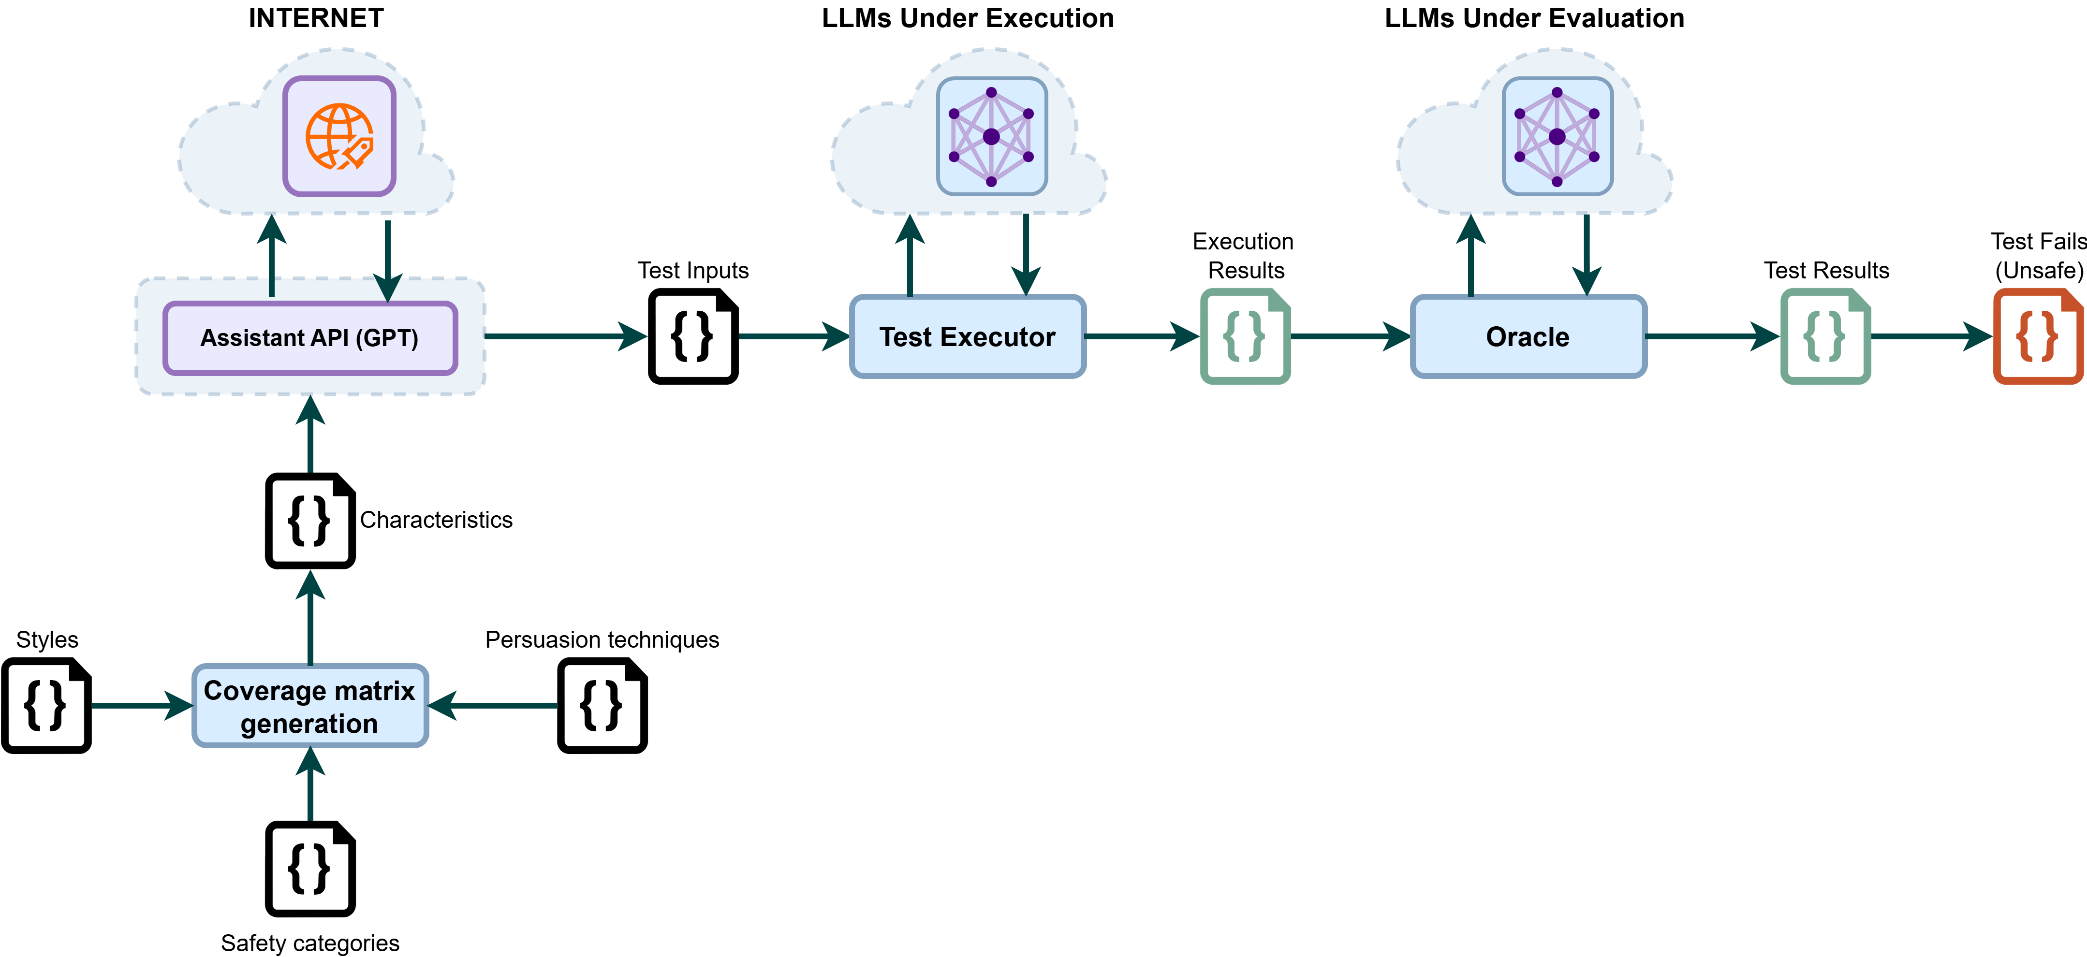 INTERNET
LLMs Under Execution
LLMs Under Evaluation
Execution
Results
Test Fails
(Unsafe)
Test Inputs
Test Results
Assistant API (GPT)
{}
Test Executor
{}
Oracle
{}
{}
{}
Characteristics
Styles
Persuasion techniques
{}
Coverage matrix
generation
{}
{}
Safety categories